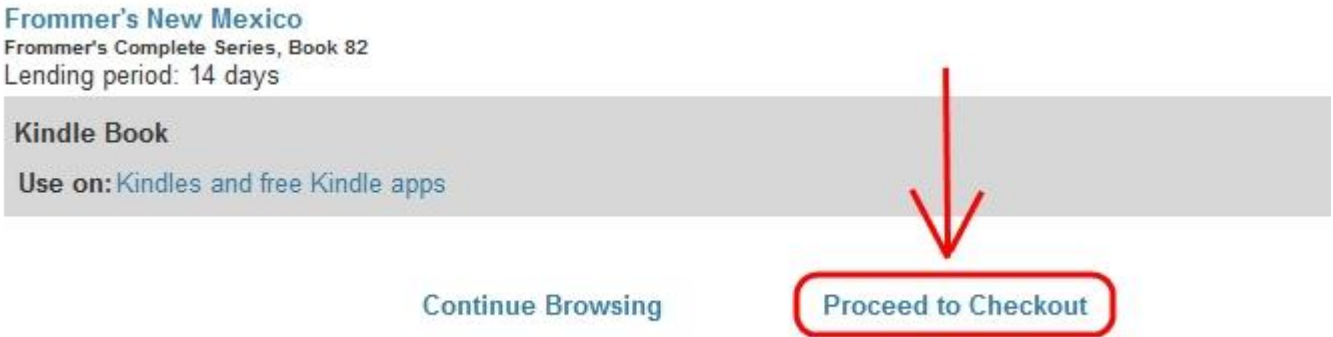 Frommer's New Mexico
Frommer's Complete Series, Book 82
Lending period: 14 days
Kindle Book
Use on: Kindles and free Kindle apps
Continue Browsing Proceed to Checkout